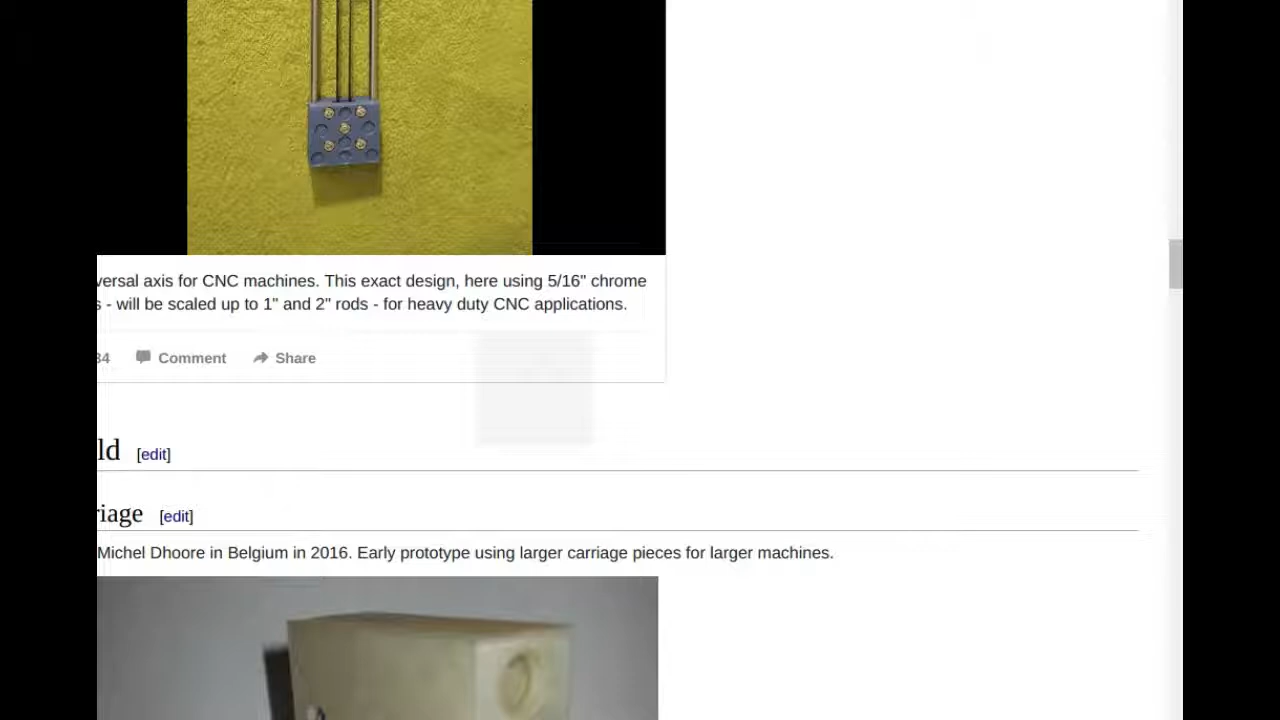 versal axis for CNC machines. This exact design, here using 5/16" chrome
s - will be scaled up to 1" and 2" rods - for heavy duty CNC applications.
34 Comment Share
ld [edit]
riage [edit]
Michel Dhoore in Belgium in 2016. Early prototype using larger carriage pieces for larger machines.